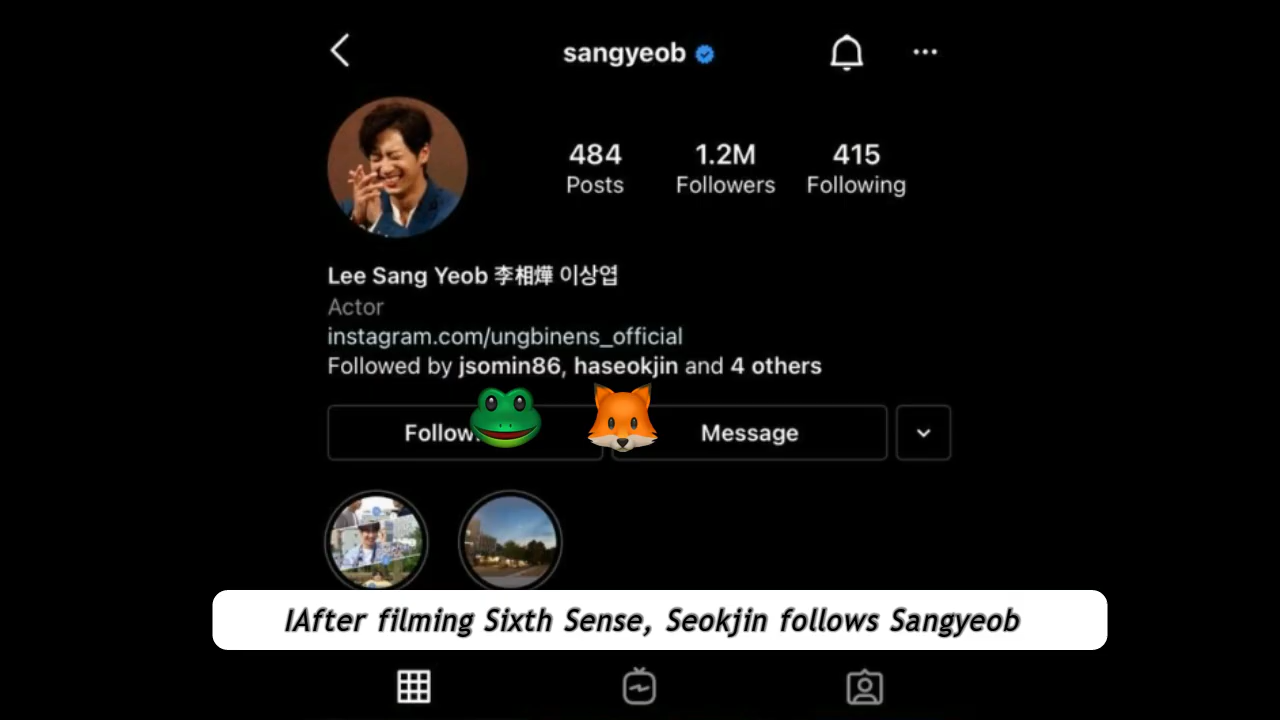 sangyeob
484 1.2M 415
Posts Followers Following
Lee Sang Yeob 李相燁 이상엽
Actor
instagram.com/ungbinens_official
Followed by jsomin86, haseokjin and 4 others
Message
IAfter filming Sixth Sense, Seokjin follows Sangyeob